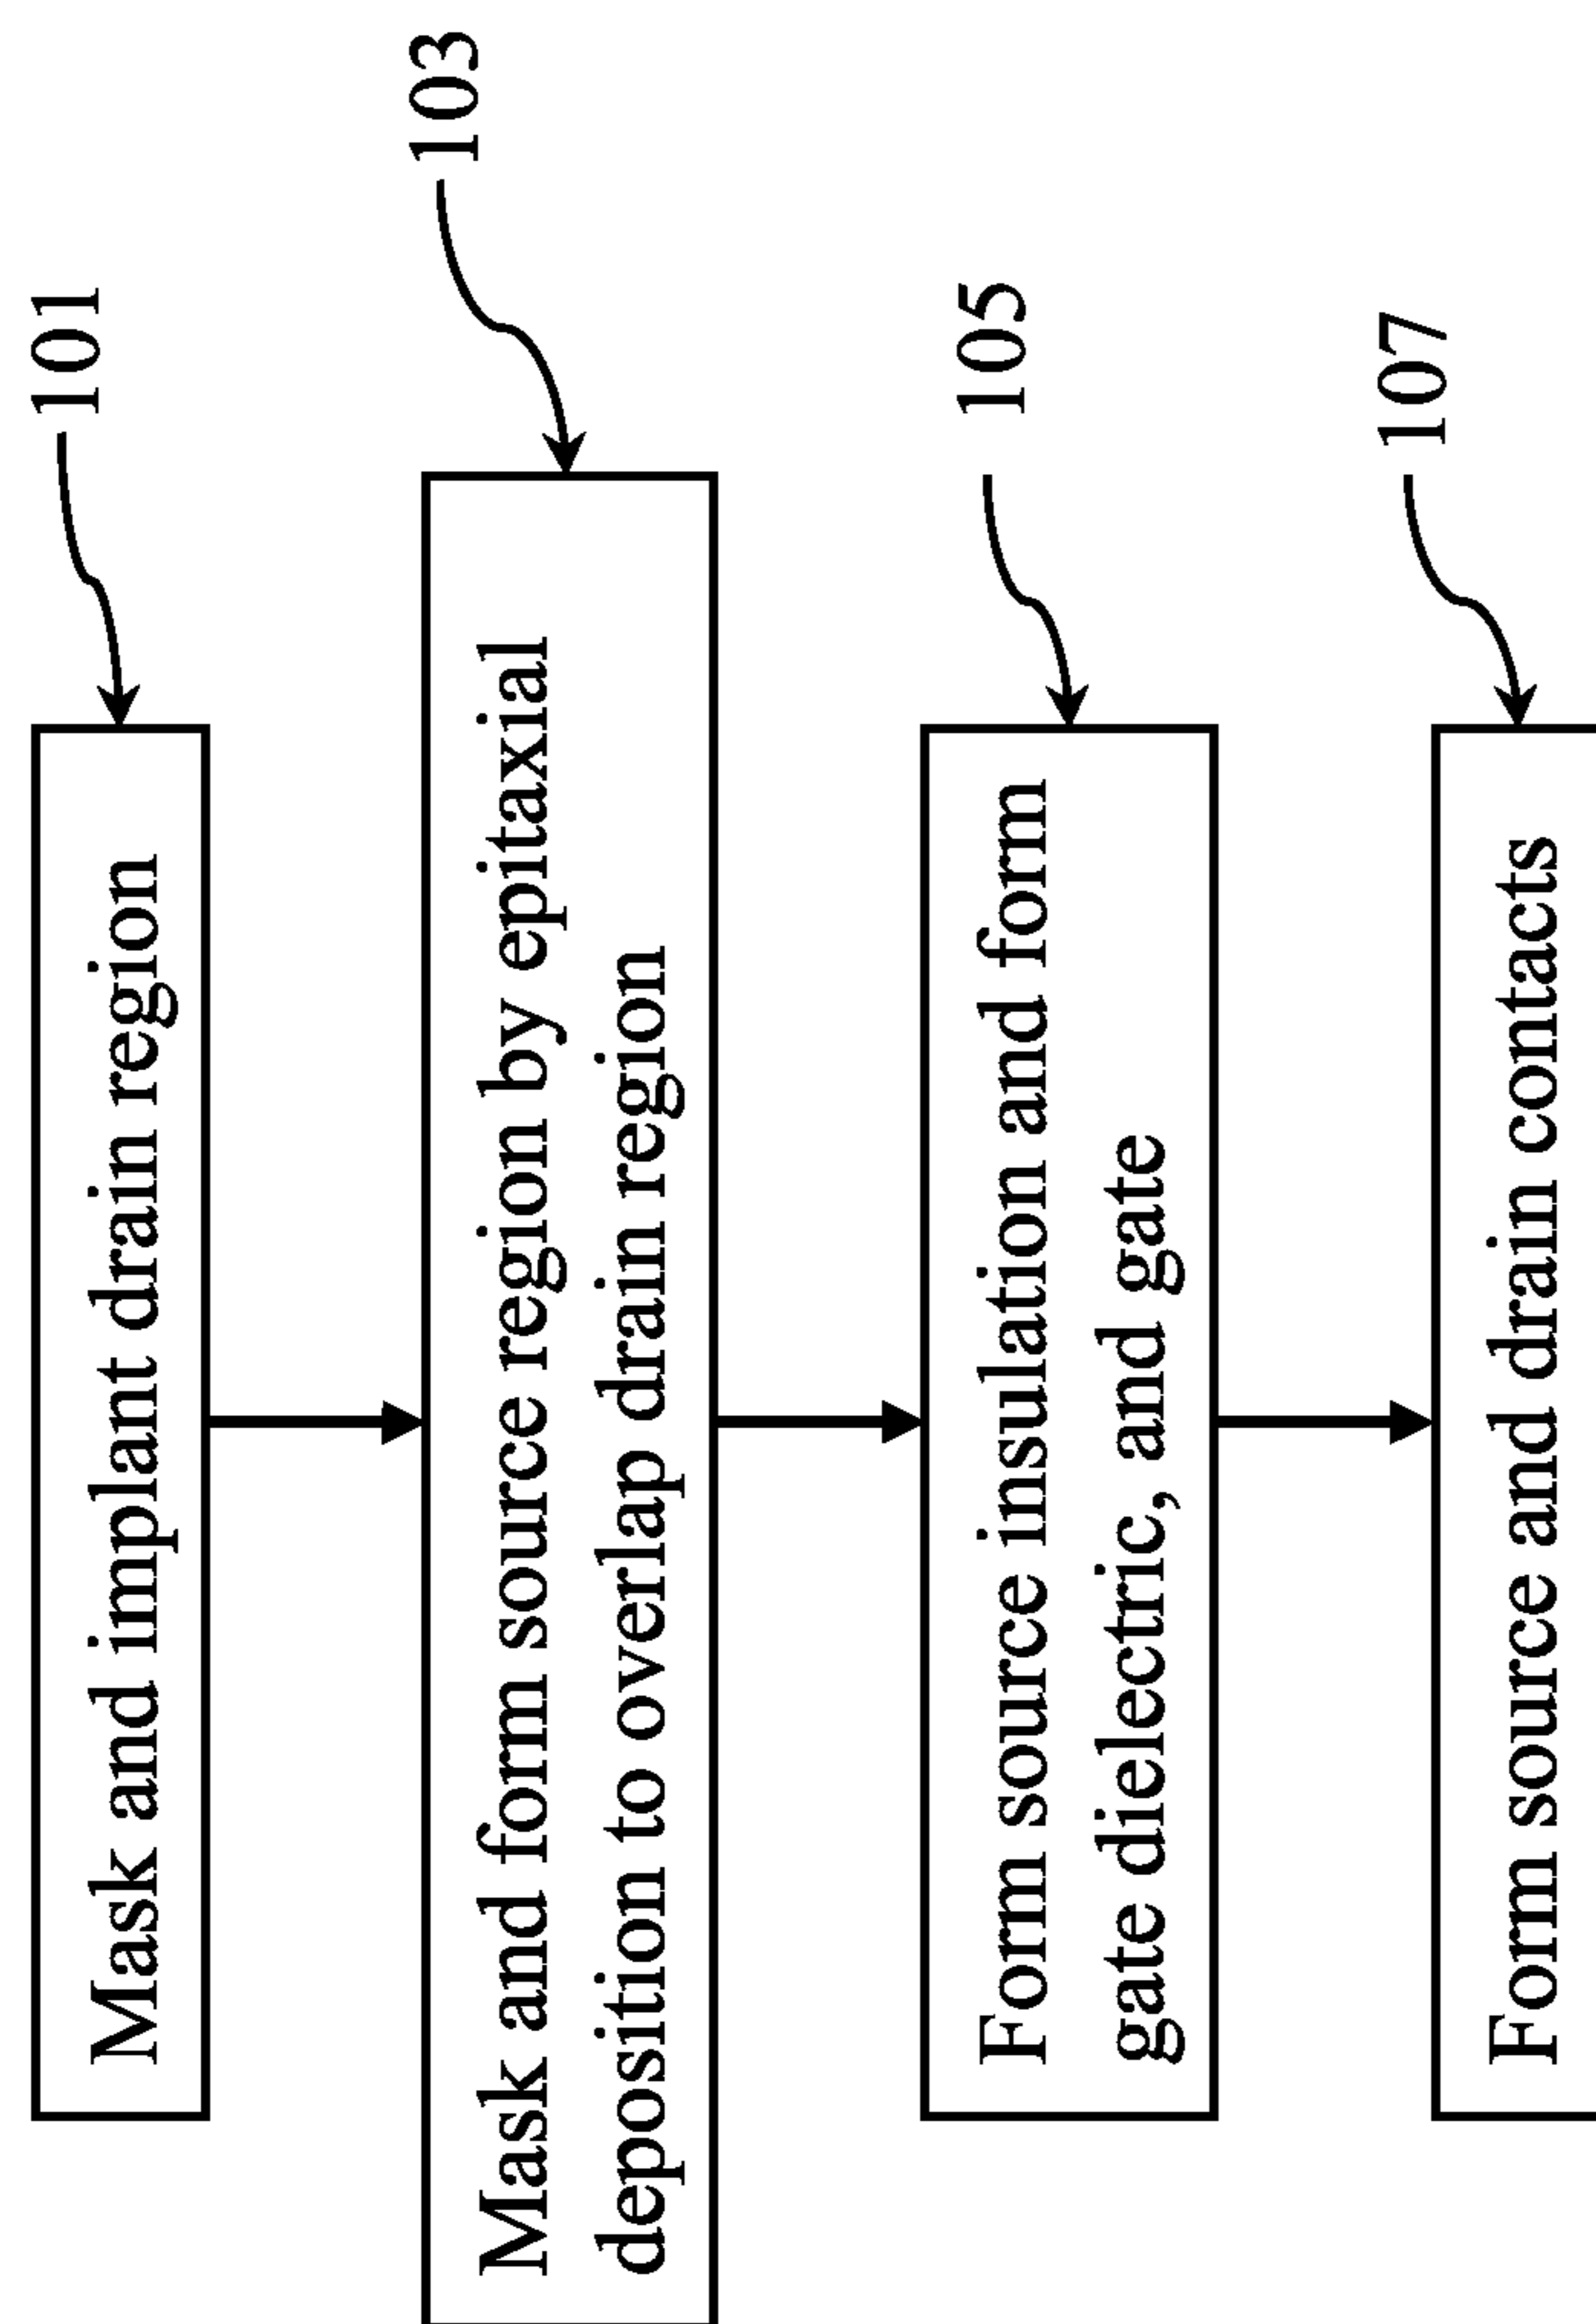 101
Mask and implant drain region
103
Mask and form source region by epitaxial
deposition to overlap drain region
105
Form source insulation and form
gate dielectric, and gate
107
Form source and drain contacts